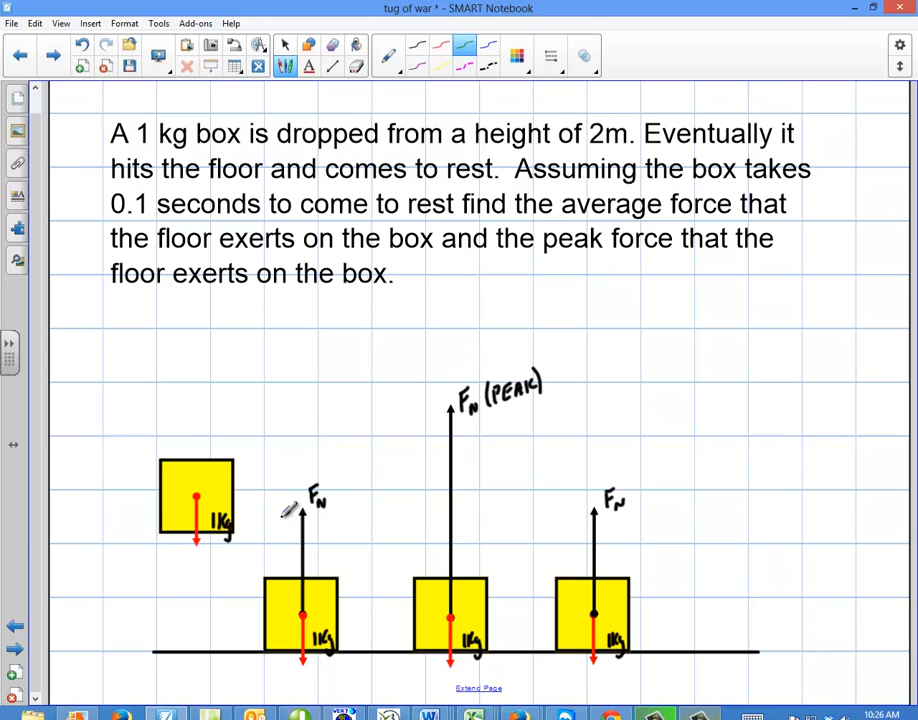 tug of war * - SMART Notebook
File Edit View Insert Format Tools Add-ons Help
A 1 kg box is dropped from a height of 2m. Eventually it
hits the floor and comes to rest. Assuming the box takes
0.1 seconds to come to rest find the average force that
the floor exerts on the box and the peak force that the
floor exerts on the box.
FN (PEAK)
FN
FN
1Kg
1Kg
1Kg
1Kg
Extend Page
10:26 AM